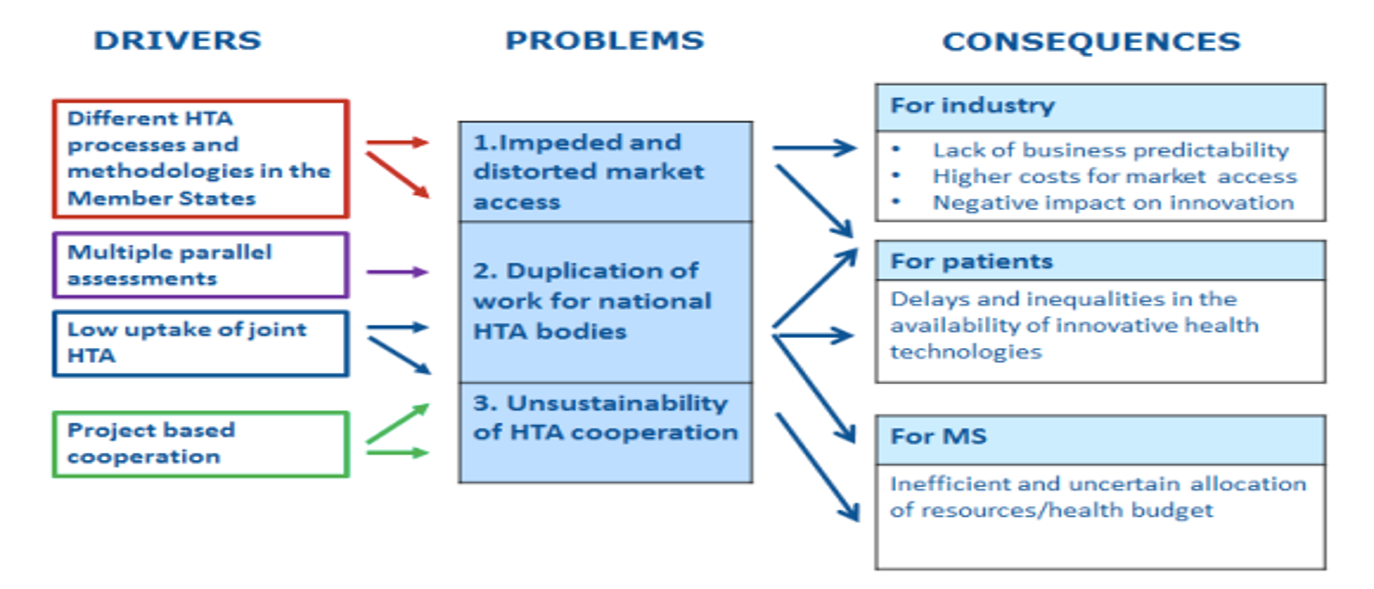 DRIVERS
PROBLEMS
CONSEQUENCES
Different HTA
processes and
methodologies in the
Member States
Multiple parallel
assessments
Low uptake of joint
HTA
Project based
cooperation
1.Impeded and
distorted market
access
2. Duplication of
work for national
HTA bodies
3. Unsustainability
of HTA cooperation
For industry
• Lack of business predictability
• Higher costs for market access
• Negative impact on innovation
For patients
Delays and inequalities in the
availability of innovative health
technologies
For MS
Inefficient and uncertain allocation
of resources/health budget